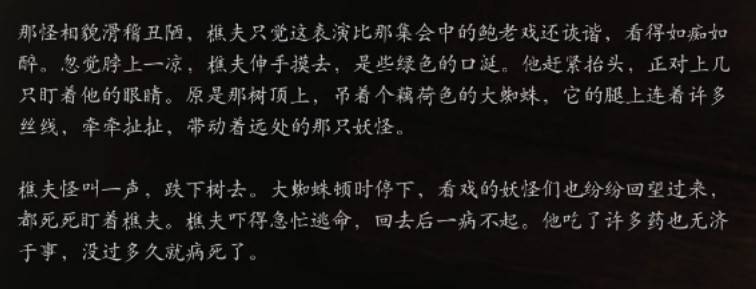 那怪相貌滑稽丑陋，樵夫只觉这表演比那集会中的鲍老戏还诙谐，看得如痴如
醉。忽觉脖上一凉，樵夫伸手摸去，是些绿色的口涎。他赶紧抬头，正对上几
只盯着他的眼睛。原是那树顶上，吊着个藕荷色的大蜘蛛，它的腿上连着许多
丝线，牵牵扯扯，带动着远处的那只妖怪。
樵夫怪叫一声，跌下树去。大蜘蛛顿时停下，看戏的妖怪们也纷纷回望过来，
都死死盯着樵夫。樵夫吓得急忙逃命，回去后一病不起。他吃了许多药也无济
于事，没过多久就病死了。